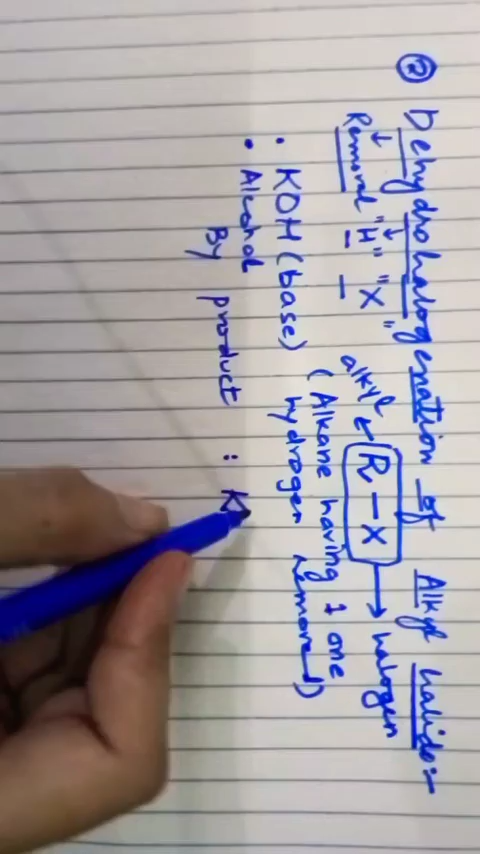 ② Dehydrohalogenation of Alkyl halide:-
↓ ↓
Removal "H" "X"
alkyl ← R - X → halogen
(Alkane having 1 one
hydrogen removed)
• KOH (base)
• Alcohol
By product : K